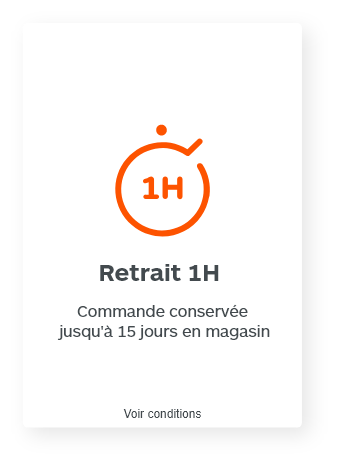 1H
Retrait 1H
Commande conservée
jusqu'à 15 jours en magasin
Voir conditions